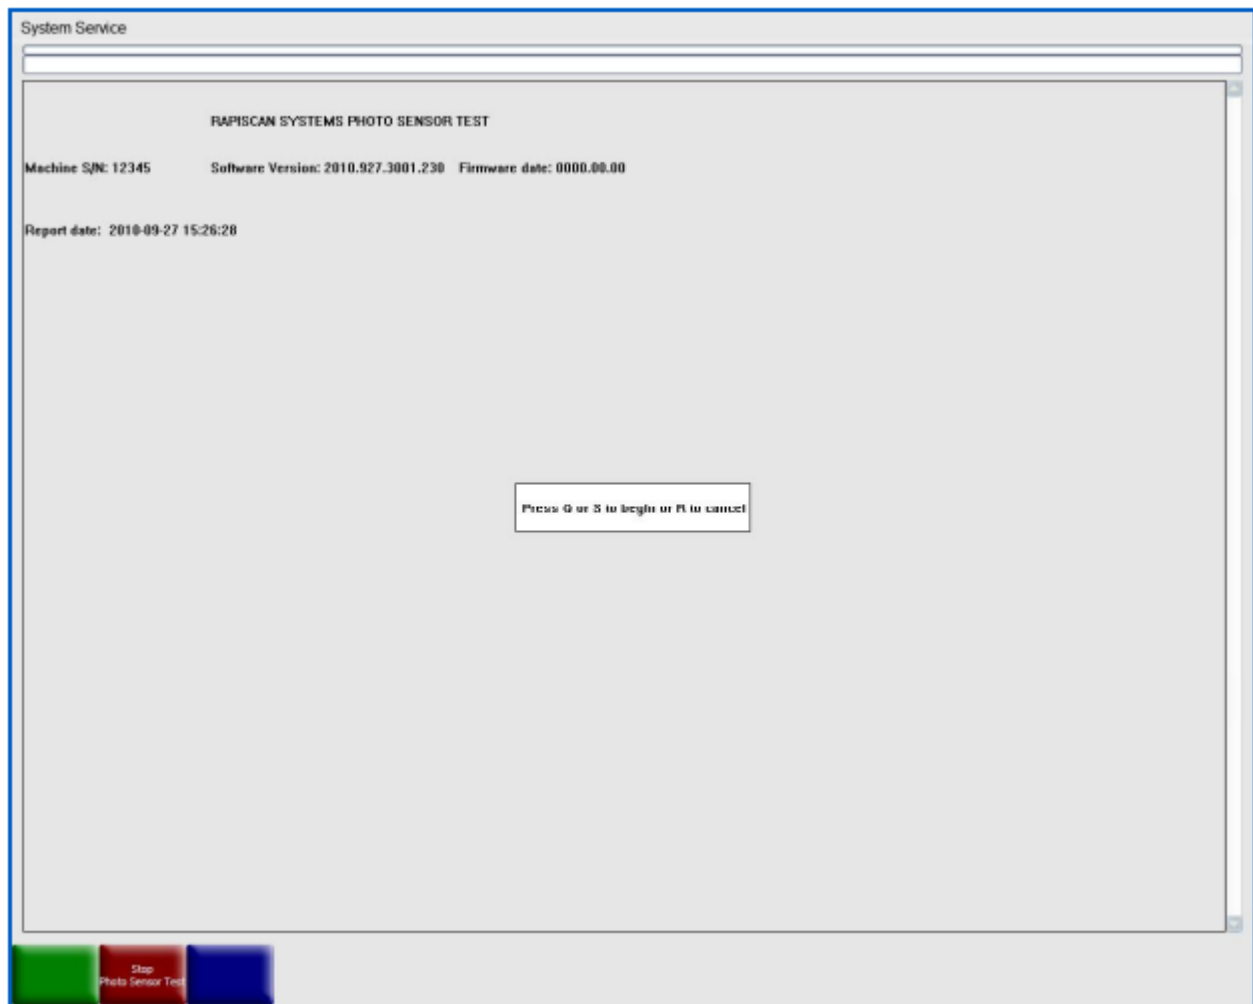 System Service
RAPISCAN SYSTEMS PHOTO SENSOR TEST
Machine S/N: 12345 Software Version: 2010.927.3001.230 Firmware date: 0000.00.00
Report date: 2010-09-27 15:26:28
Press Q or S to begin or R to cancel
Stop
Photo Sensor Test